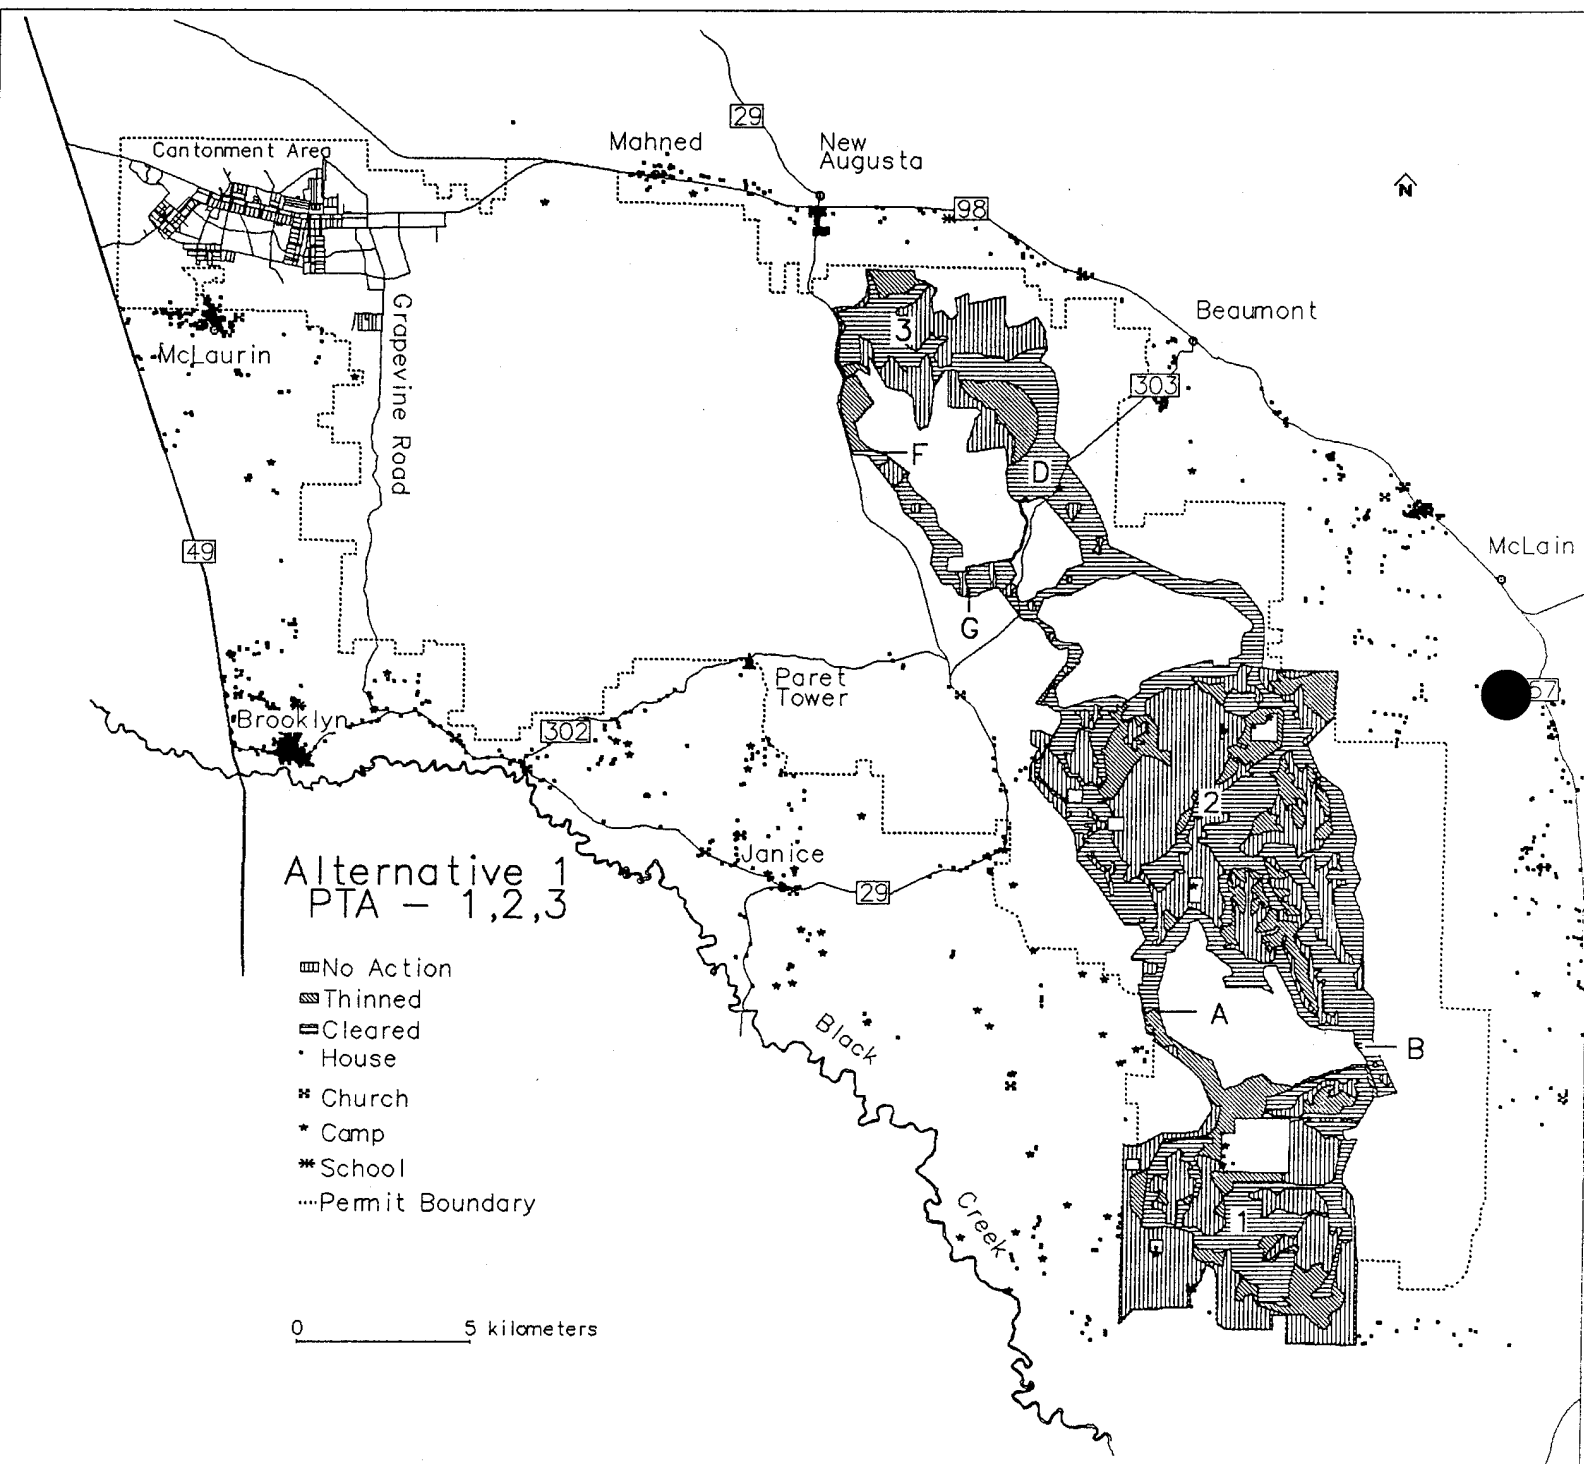 29
Mahned
New
Augusta
Cantonment Area
98
N
Grapevine Road
Beaumont
3
McLaurin
303
F
D
49
McLain
G
Paret
Tower
57
Brooklyn
302
2
Janice
29
Alternative 1
PTA – 1,2,3
No Action
Thinned
Cleared
House
Church
Camp
School
Permit Boundary
A
B
Black
Creek
1
0 5 kilometers